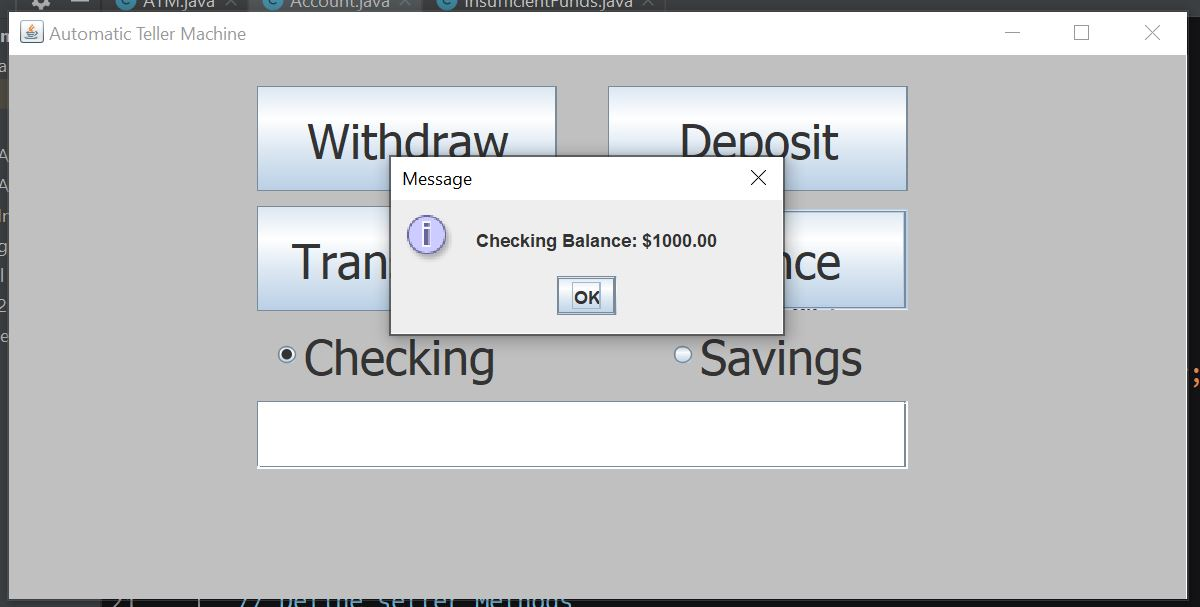 ATM.java
Account.java
InsufficientFunds.java
Automatic Teller Machine
Withdraw
Deposit
Message
Checking Balance: $1000.00
OK
Checking
Savings
;
21 // Define setter methods